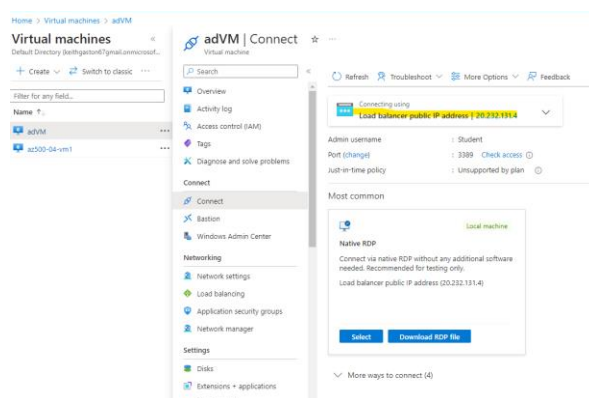 Home > Virtual machines > adVM
Virtual machines
«
Default Directory (keithgaston67gmail.onmicrosof...
+ Create
Switch to classic
...
Filter for any field...
Name ↑
adVM
...
az500-04-vm1
...
adVM | Connect
...
Virtual machine
Search
«
Overview
Activity log
Access control (IAM)
Tags
Diagnose and solve problems
Connect
Connect
Bastion
Windows Admin Center
Networking
Network settings
Load balancing
Application security groups
Network manager
Settings
Disks
Extensions + applications
Refresh
Troubleshoot
More Options
Feedback
Connecting using
Load balancer public IP address | 20.232.131.4
Admin username : Student
Port (change) : 3389 Check access
Just-in-time policy : Unsupported by plan
Most common
Local machine
Native RDP
Connect via native RDP without any additional software
needed. Recommended for testing only.
Load balancer public IP address (20.232.131.4)
Select
Download RDP file
More ways to connect (4)